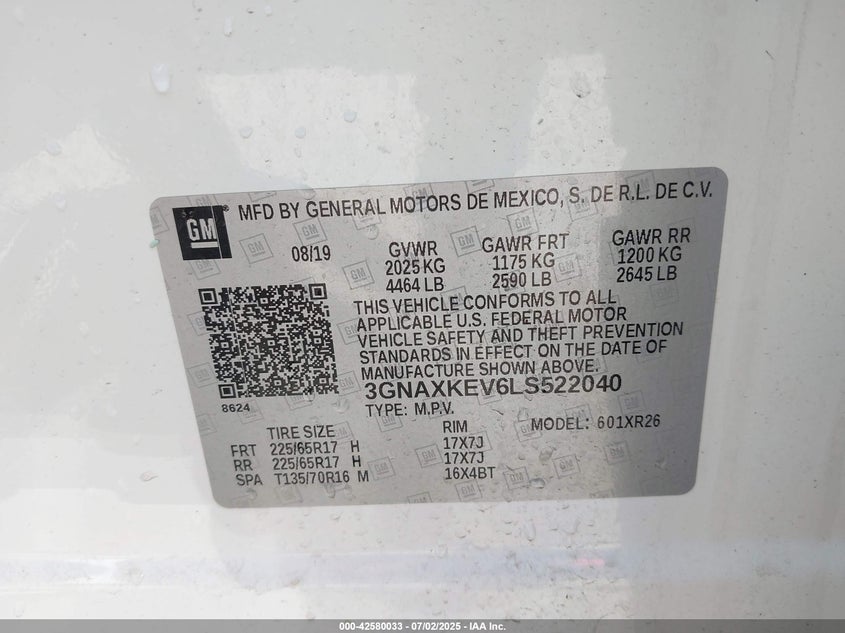 GM
MFD BY GENERAL MOTORS DE MEXICO, S. DE R.L. DE C.V.
08/19
GVWR GAWR FRT GAWR RR
2025 KG 1175 KG 1200 KG
4464 LB 2590 LB 2645 LB
THIS VEHICLE CONFORMS TO ALL
APPLICABLE U.S. FEDERAL MOTOR
VEHICLE SAFETY AND THEFT PREVENTION
STANDARDS IN EFFECT ON THE DATE OF
MANUFACTURE SHOWN ABOVE.
8624
3GNAXKEV6LS522040
TYPE: M.P.V. MODEL: 601XR26
TIRE SIZE RIM
FRT 225/65R17 H 17X7J
RR 225/65R17 H 17X7J
SPA T135/70R16 M 16X4BT
000-42580033 - 07/02/2025 - IAA Inc.